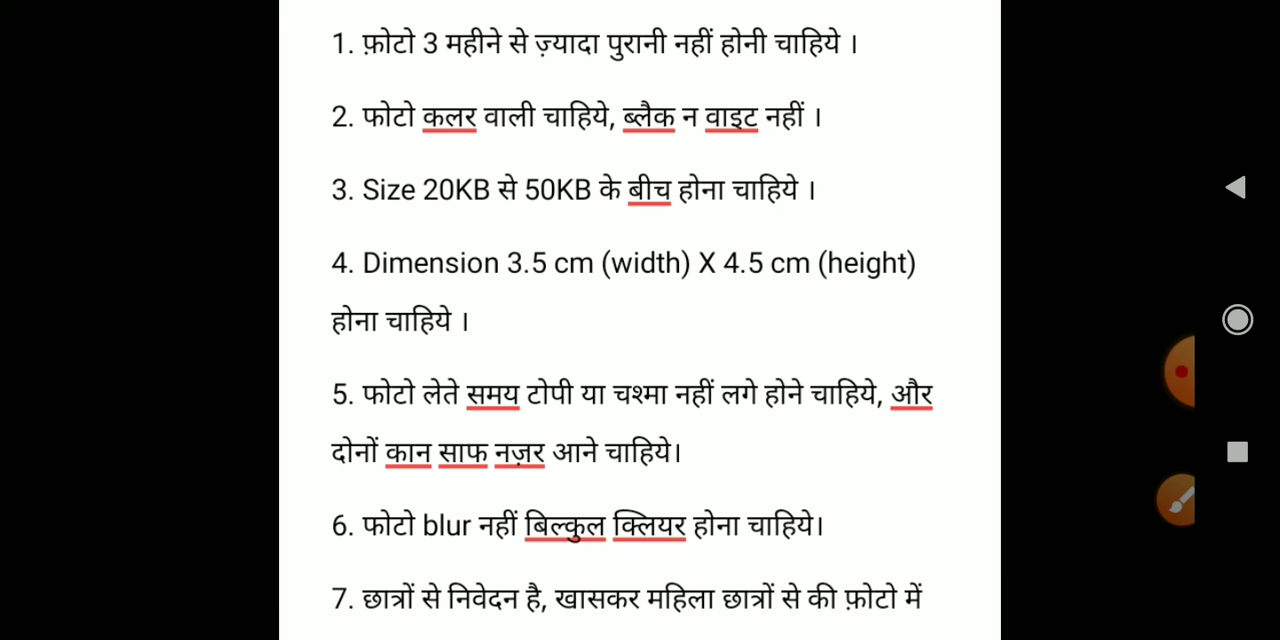 1. फ़ोटो 3 महीने से ज़्यादा पुरानी नहीं होनी चाहिये ।
2. फोटो कलर वाली चाहिये, ब्लैक न वाइट नहीं ।
3. Size 20KB से 50KB के बीच होना चाहिये ।
4. Dimension 3.5 cm (width) X 4.5 cm (height)
होना चाहिये ।
5. फोटो लेते समय टोपी या चश्मा नहीं लगे होने चाहिये, और
दोनों कान साफ नज़र आने चाहिये।
6. फोटो blur नहीं बिल्कुल क्लियर होना चाहिये।
7. छात्रों से निवेदन है, खासकर महिला छात्रों से की फ़ोटो में